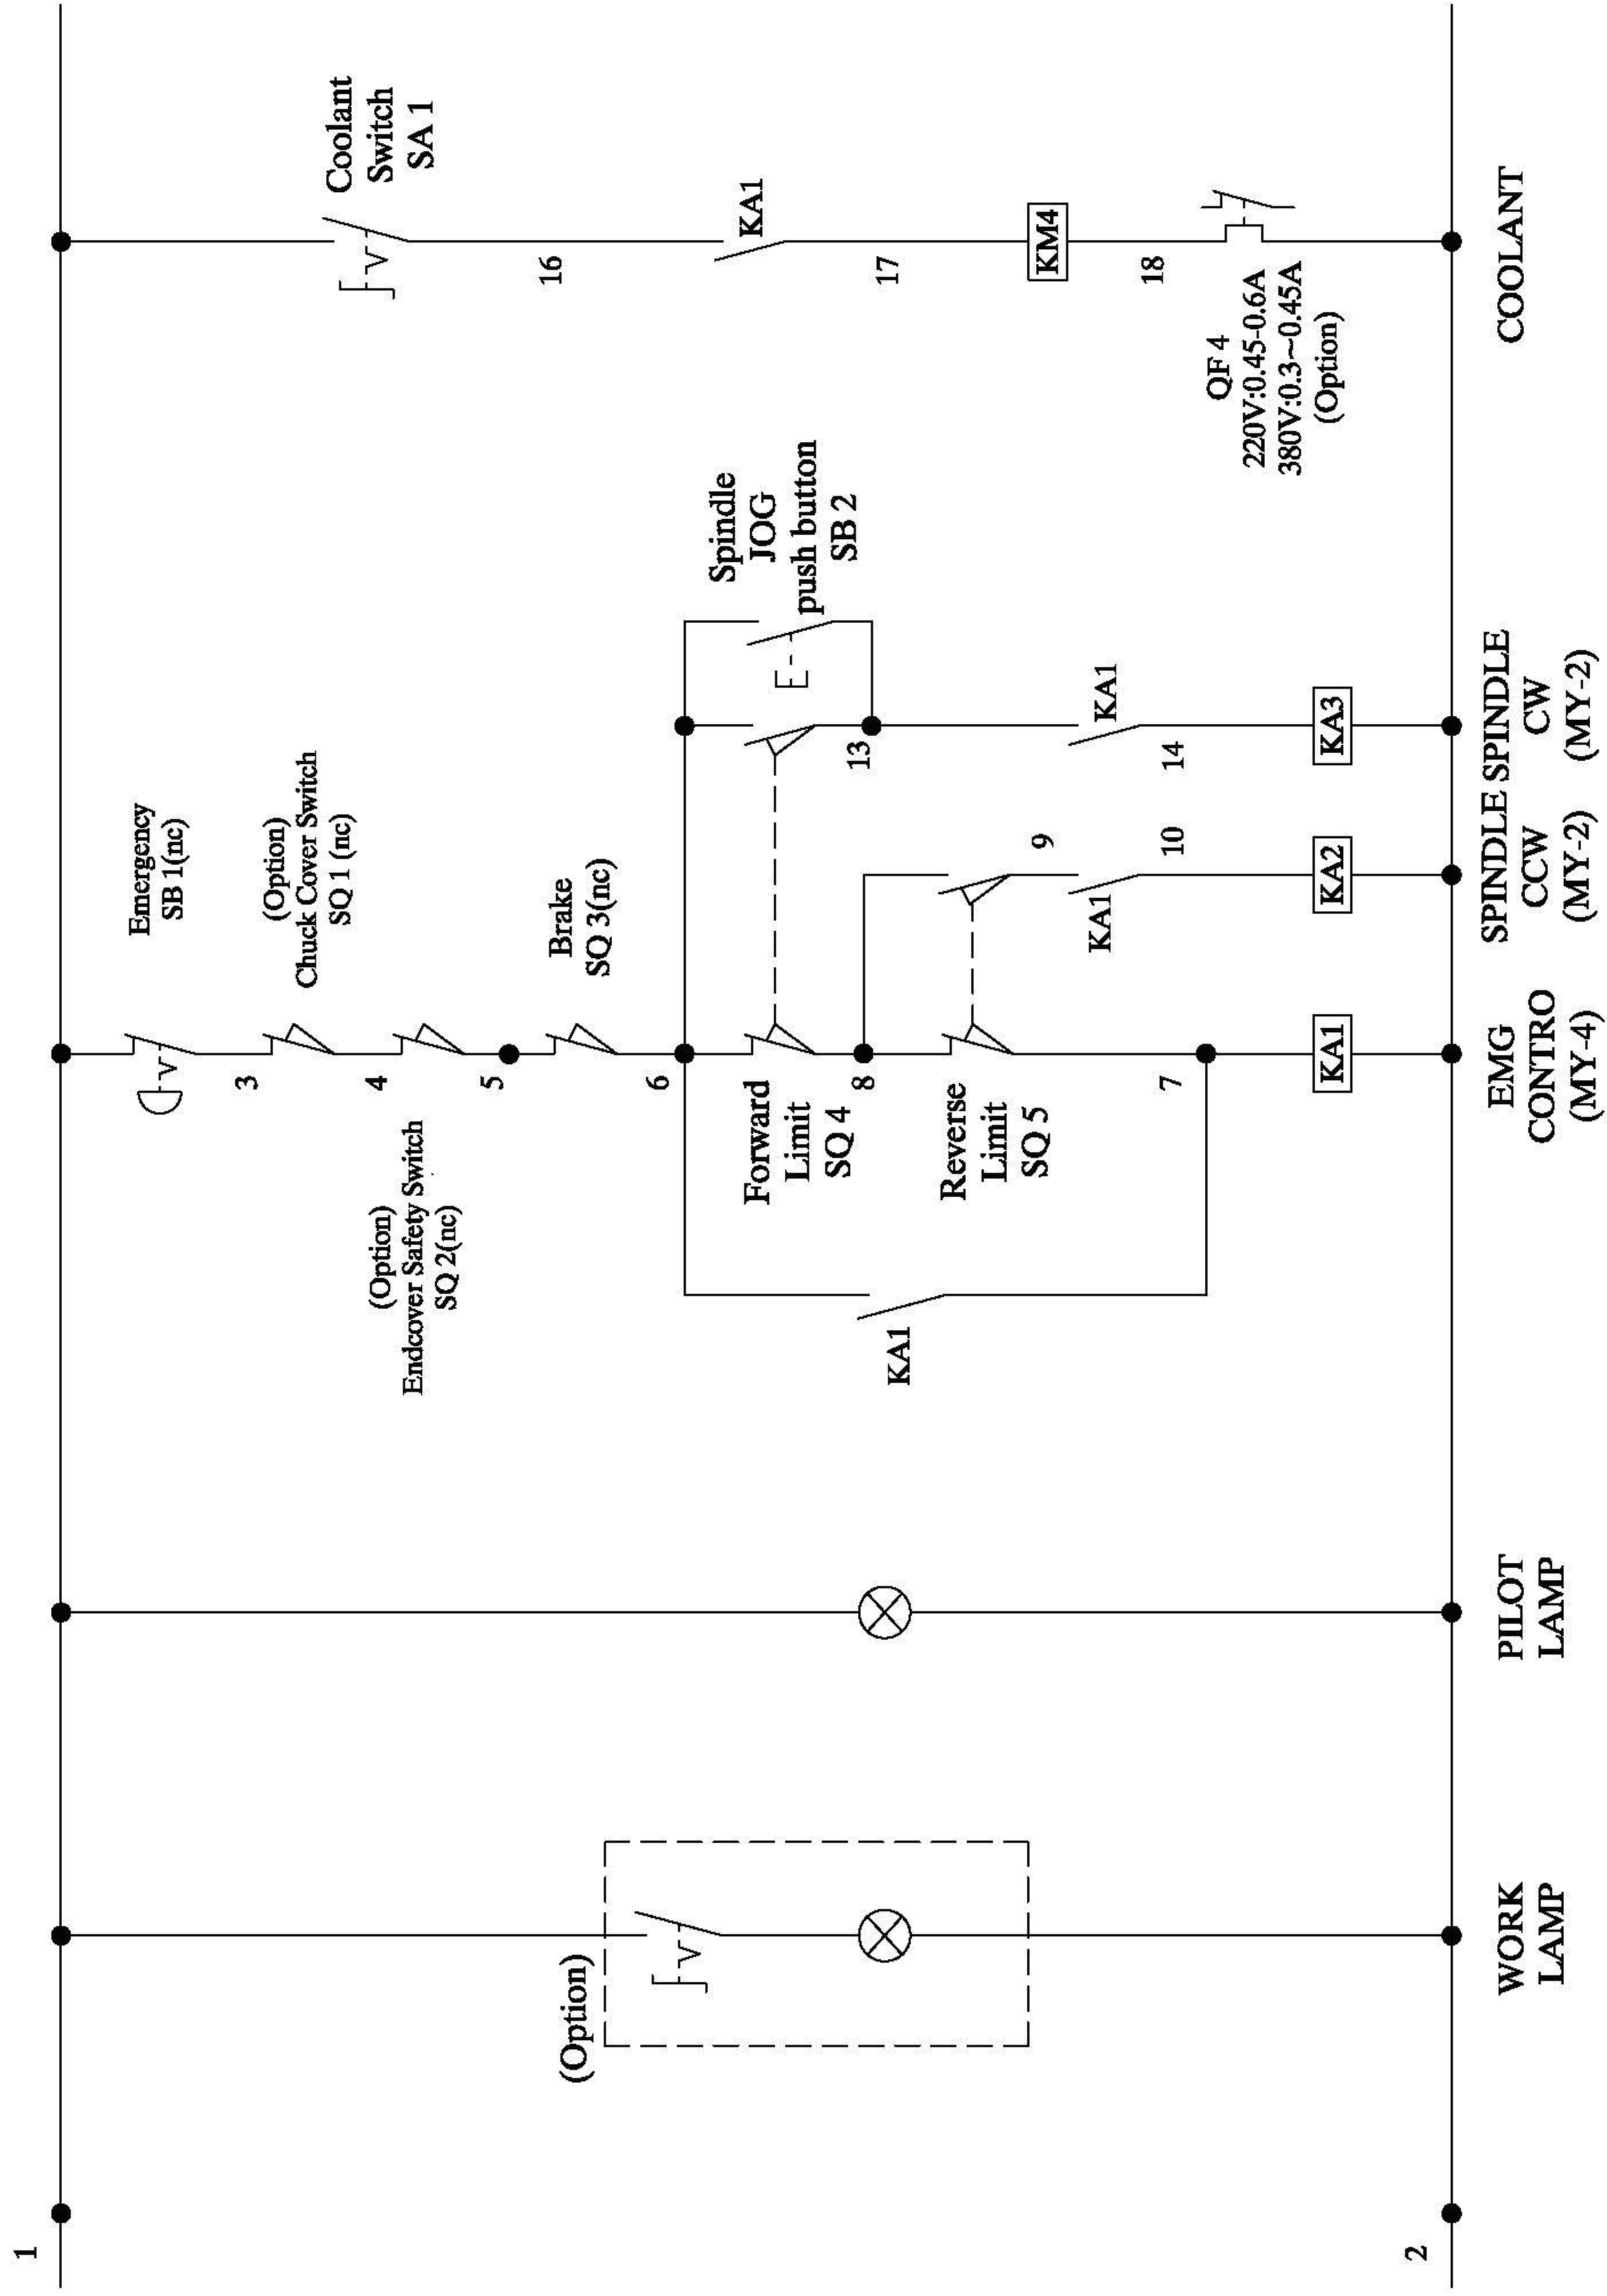 1
2
(Option)
WORK
LAMP
PILOT
LAMP
Emergency
SB 1(nc)
3
(Option)
Chuck Cover Switch
SQ 1 (nc)
4
(Option)
Endcover Safety Switch
SQ 2(nc)
5
Brake
SQ 3(nc)
6
Forward
Limit
SQ 4
8
Reverse
Limit
SQ 5
7
KA1
KA1
EMG
CONTRO
(MY-4)
9
KA1
10
KA2
SPINDLE
CCW
(MY-2)
Spindle
JOG
push button
SB 2
13
KA1
14
KA3
SPINDLE
CW
(MY-2)
Coolant
Switch
SA 1
16
KA1
17
KM4
18
QF 4
220V:0.45-0.6A
380V:0.3~0.45A
(Option)
COOLANT